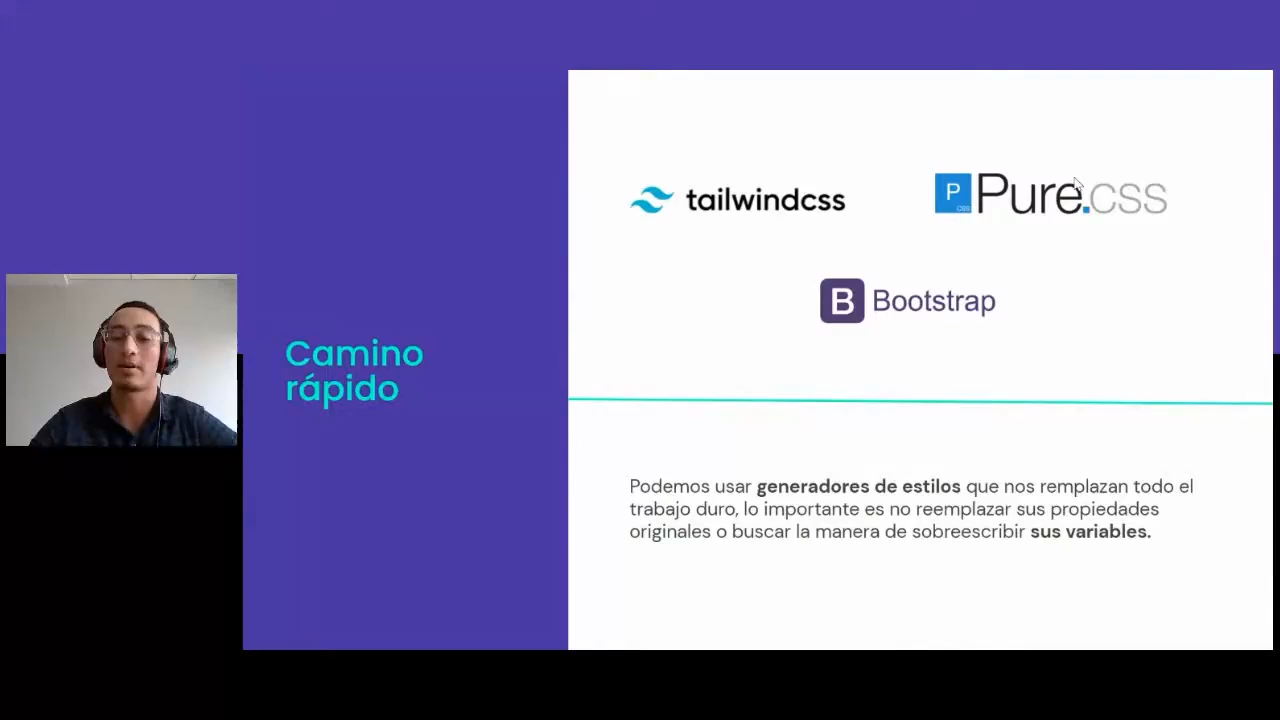 tailwindcss
P
css
Pure.css
B Bootstrap
Camino
rápido
Podemos usar generadores de estilos que nos remplazan todo el
trabajo duro, lo importante es no reemplazar sus propiedades
originales o buscar la manera de sobreescribir sus variables.